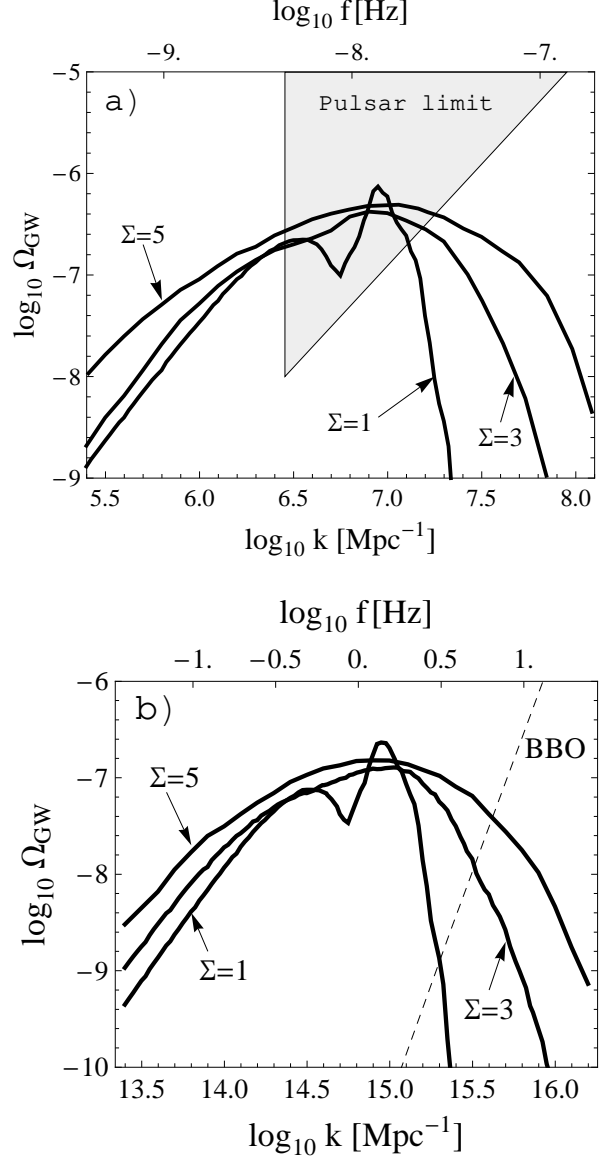 log₁₀ f [Hz]
−9. −8. −7.
−5
a)
Pulsar limit
−6
Σ=5
−7
log₁₀ Ω_GW
−8
Σ=1
Σ=3
−9
5.5 6.0 6.5 7.0 7.5 8.0
log₁₀ k [Mpc⁻¹]
log₁₀ f [Hz]
−1. −0.5 0. 0.5 1.
−6
b)
BBO
−7
Σ=5
−8
log₁₀ Ω_GW
−9
Σ=1
Σ=3
−10
13.5 14.0 14.5 15.0 15.5 16.0
log₁₀ k [Mpc⁻¹]